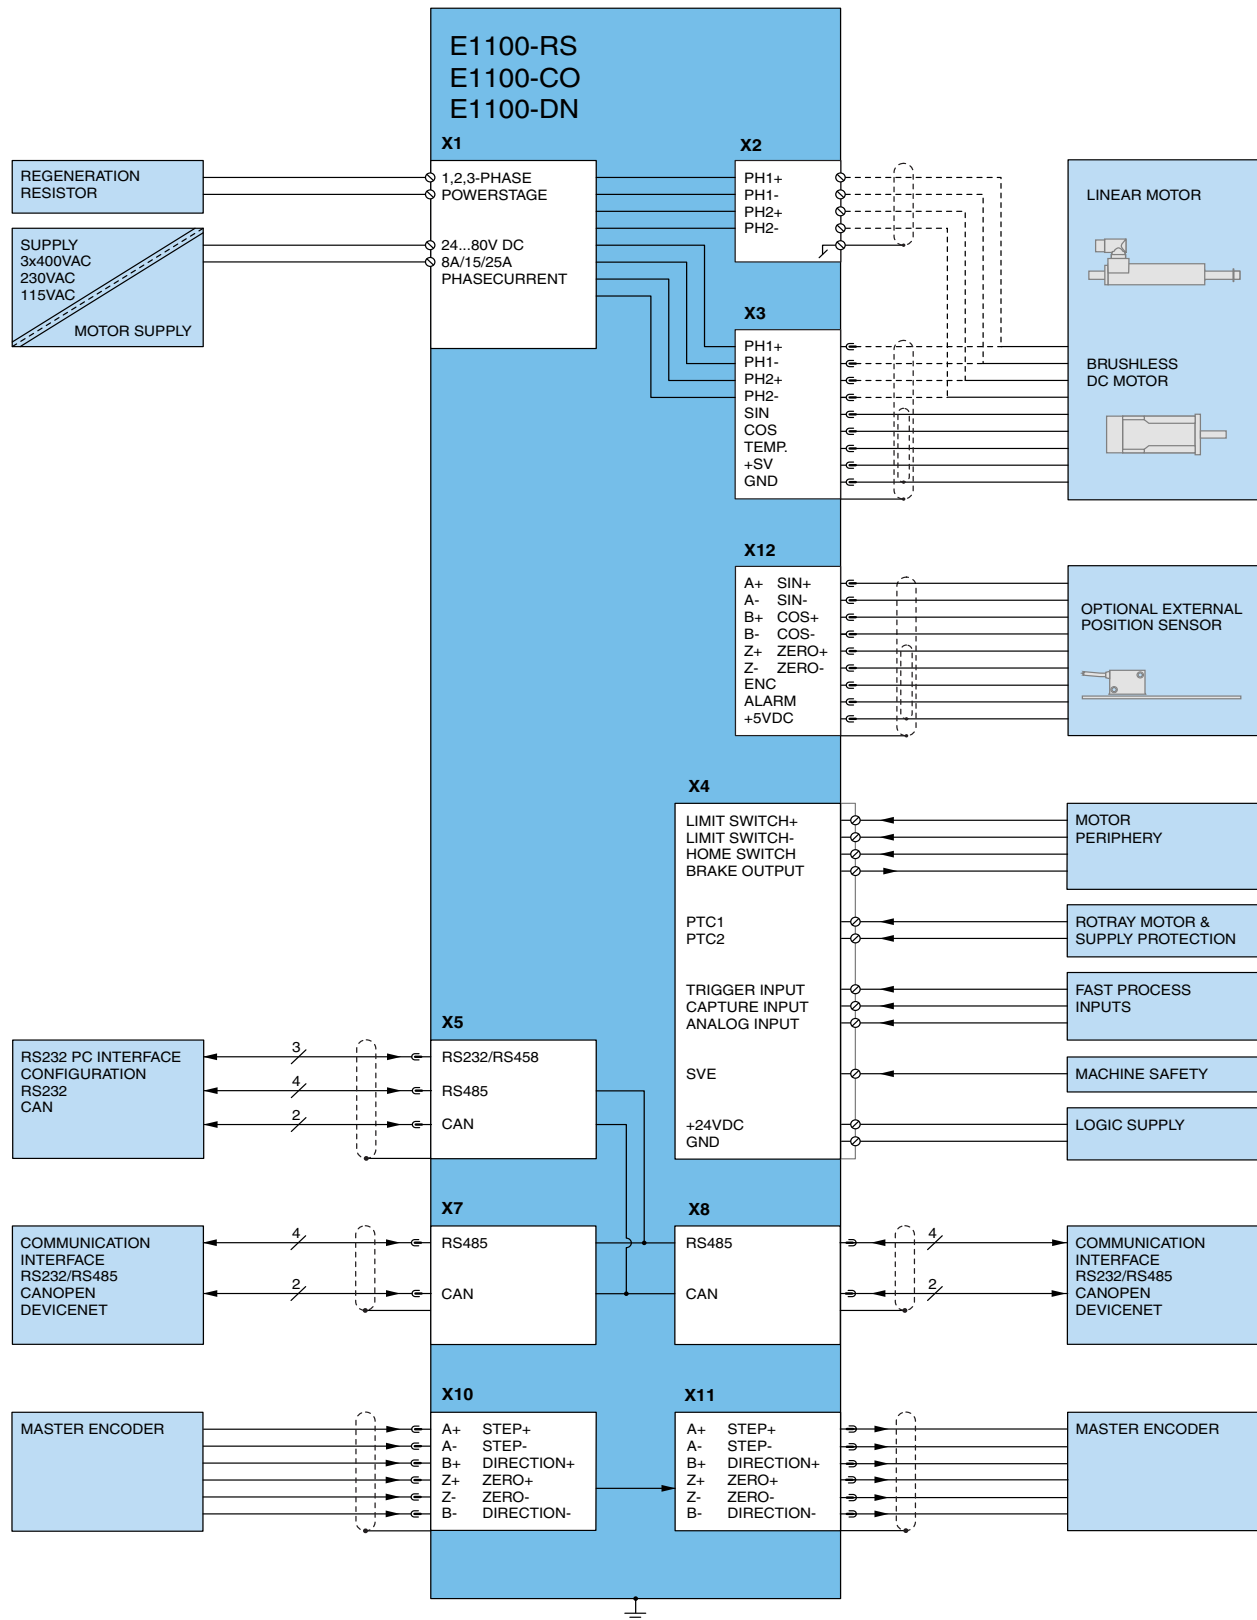 E1100-RS
E1100-CO
E1100-DN
X1
1,2,3-PHASE
POWERSTAGE
24...80V DC
8A/15/25A
PHASECURRENT
REGENERATION
RESISTOR
SUPPLY
3x400VAC
230VAC
115VAC
MOTOR SUPPLY
X2
PH1+
PH1-
PH2+
PH2-
X3
PH1+
PH1-
PH2+
PH2-
SIN
COS
TEMP.
+SV
GND
LINEAR MOTOR
BRUSHLESS
DC MOTOR
X12
A+ SIN+
A- SIN-
B+ COS+
B- COS-
Z+ ZERO+
Z- ZERO-
ENC
ALARM
+5VDC
OPTIONAL EXTERNAL
POSITION SENSOR
X4
LIMIT SWITCH+
LIMIT SWITCH-
HOME SWITCH
BRAKE OUTPUT
PTC1
PTC2
TRIGGER INPUT
CAPTURE INPUT
ANALOG INPUT
SVE
+24VDC
GND
MOTOR
PERIPHERY
ROTRAY MOTOR &
SUPPLY PROTECTION
FAST PROCESS
INPUTS
MACHINE SAFETY
LOGIC SUPPLY
RS232 PC INTERFACE
CONFIGURATION
RS232
CAN
3
4
2
X5
RS232/RS458
RS485
CAN
COMMUNICATION
INTERFACE
RS232/RS485
CANOPEN
DEVICENET
4
2
X7
RS485
CAN
X8
RS485
CAN
4
2
COMMUNICATION
INTERFACE
RS232/RS485
CANOPEN
DEVICENET
MASTER ENCODER
X10
A+ STEP+
A- STEP-
B+ DIRECTION+
Z+ ZERO+
Z- ZERO-
B- DIRECTION-
X11
A+ STEP+
A- STEP-
B+ DIRECTION+
Z+ ZERO+
Z- ZERO-
B- DIRECTION-
MASTER ENCODER